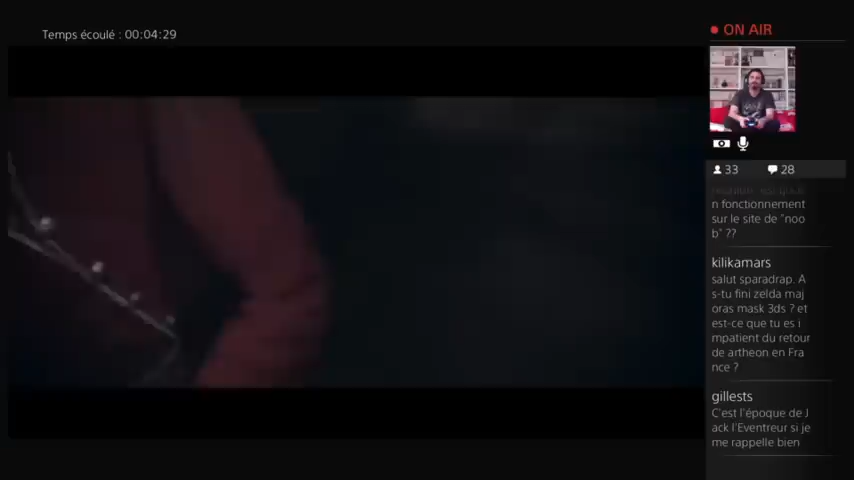 Temps écoulé : 00:04:29
ON AIR
33
28
n fonctionnement
sur le site de "noo
b" ??
kilikamars
salut sparadrap. A
s-tu fini zelda maj
oras mask 3ds ? et
est-ce que tu es i
mpatient du retour
de artheon en Fra
nce ?
gillests
C'est l'époque de J
ack l'Eventreur si je
me rappelle bien